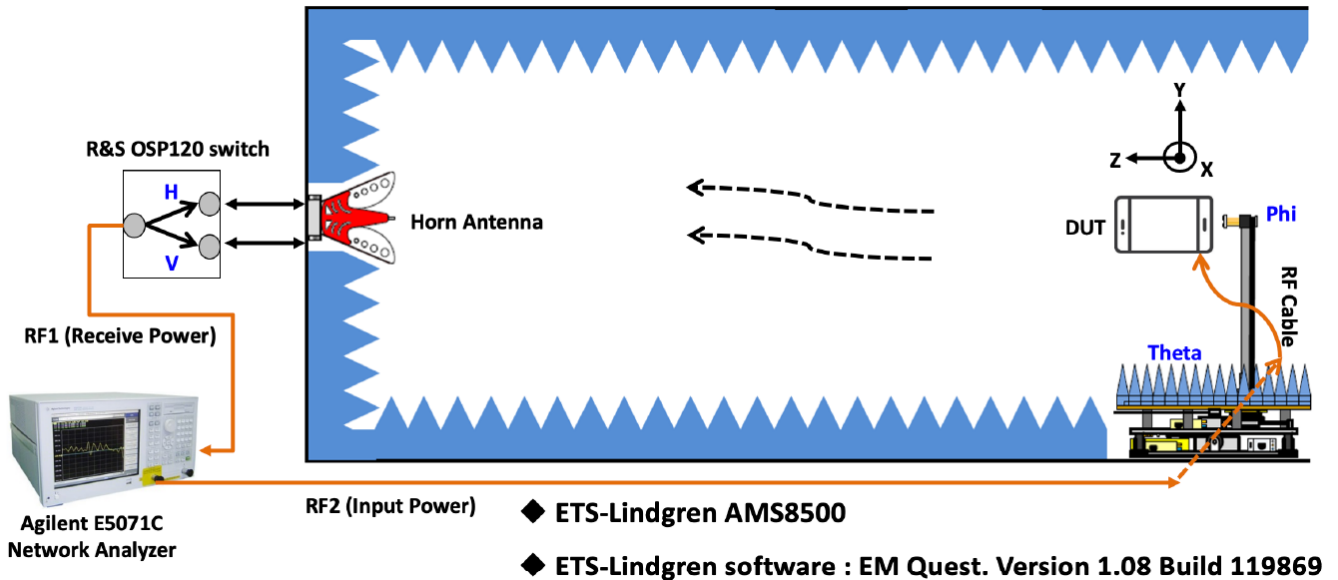 R&S OSP120 switch
H
V
Horn Antenna
Y
Z
X
DUT
Phi
RF Cable
Theta
RF1 (Receive Power)
RF2 (Input Power)
Agilent E5071C
Network Analyzer
◆ ETS-Lindgren AMS8500
◆ ETS-Lindgren software : EM Quest. Version 1.08 Build 119869